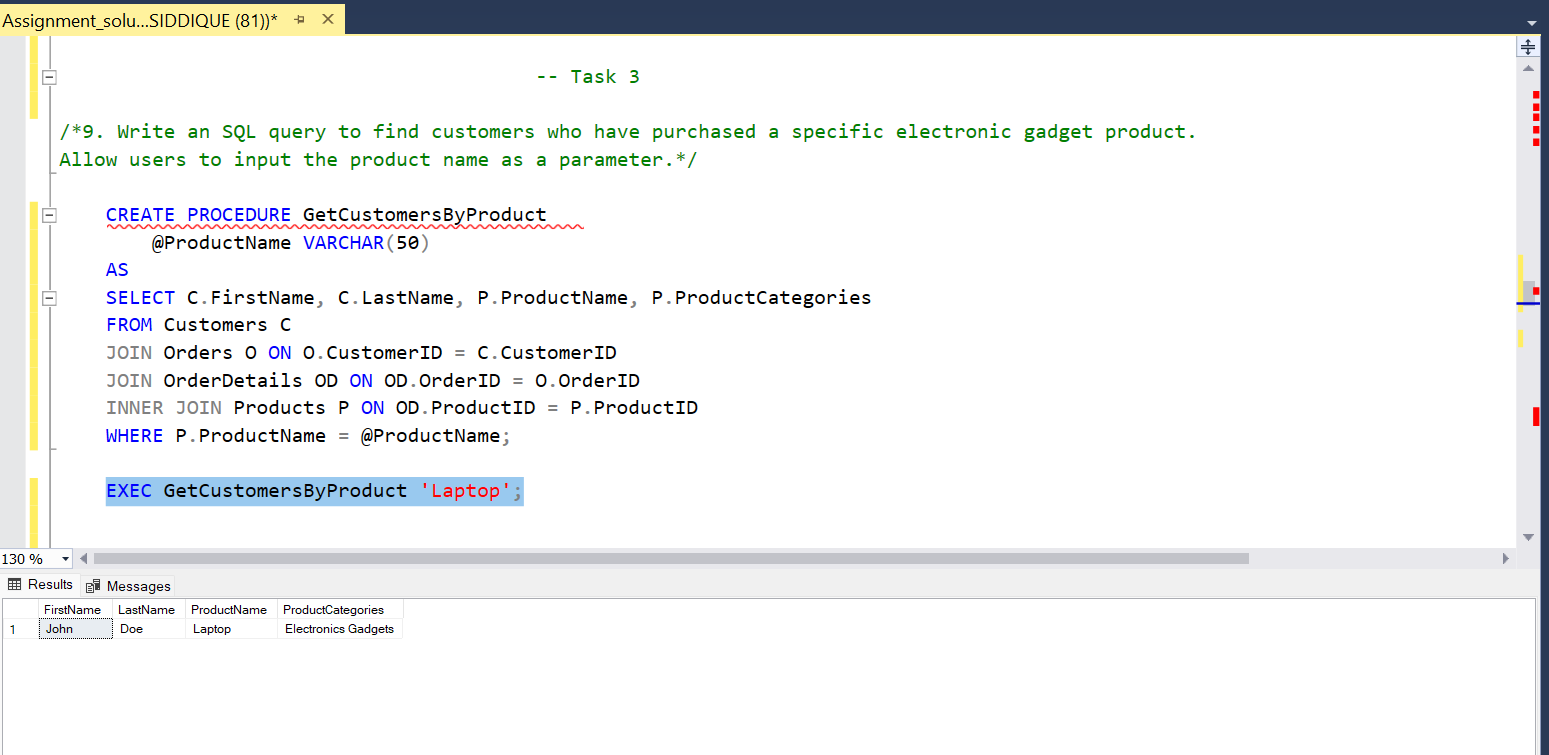 Assignment_solu...SIDDIQUE (81))*
-- Task 3
/*9. Write an SQL query to find customers who have purchased a specific electronic gadget product.
Allow users to input the product name as a parameter.*/
CREATE PROCEDURE GetCustomersByProduct
@ProductName VARCHAR(50)
AS
SELECT C.FirstName, C.LastName, P.ProductName, P.ProductCategories
FROM Customers C
JOIN Orders O ON O.CustomerID = C.CustomerID
JOIN OrderDetails OD ON OD.OrderID = O.OrderID
INNER JOIN Products P ON OD.ProductID = P.ProductID
WHERE P.ProductName = @ProductName;
EXEC GetCustomersByProduct 'Laptop';
130 %
Results Messages
FirstName LastName ProductName ProductCategories
1 John Doe Laptop Electronics Gadgets